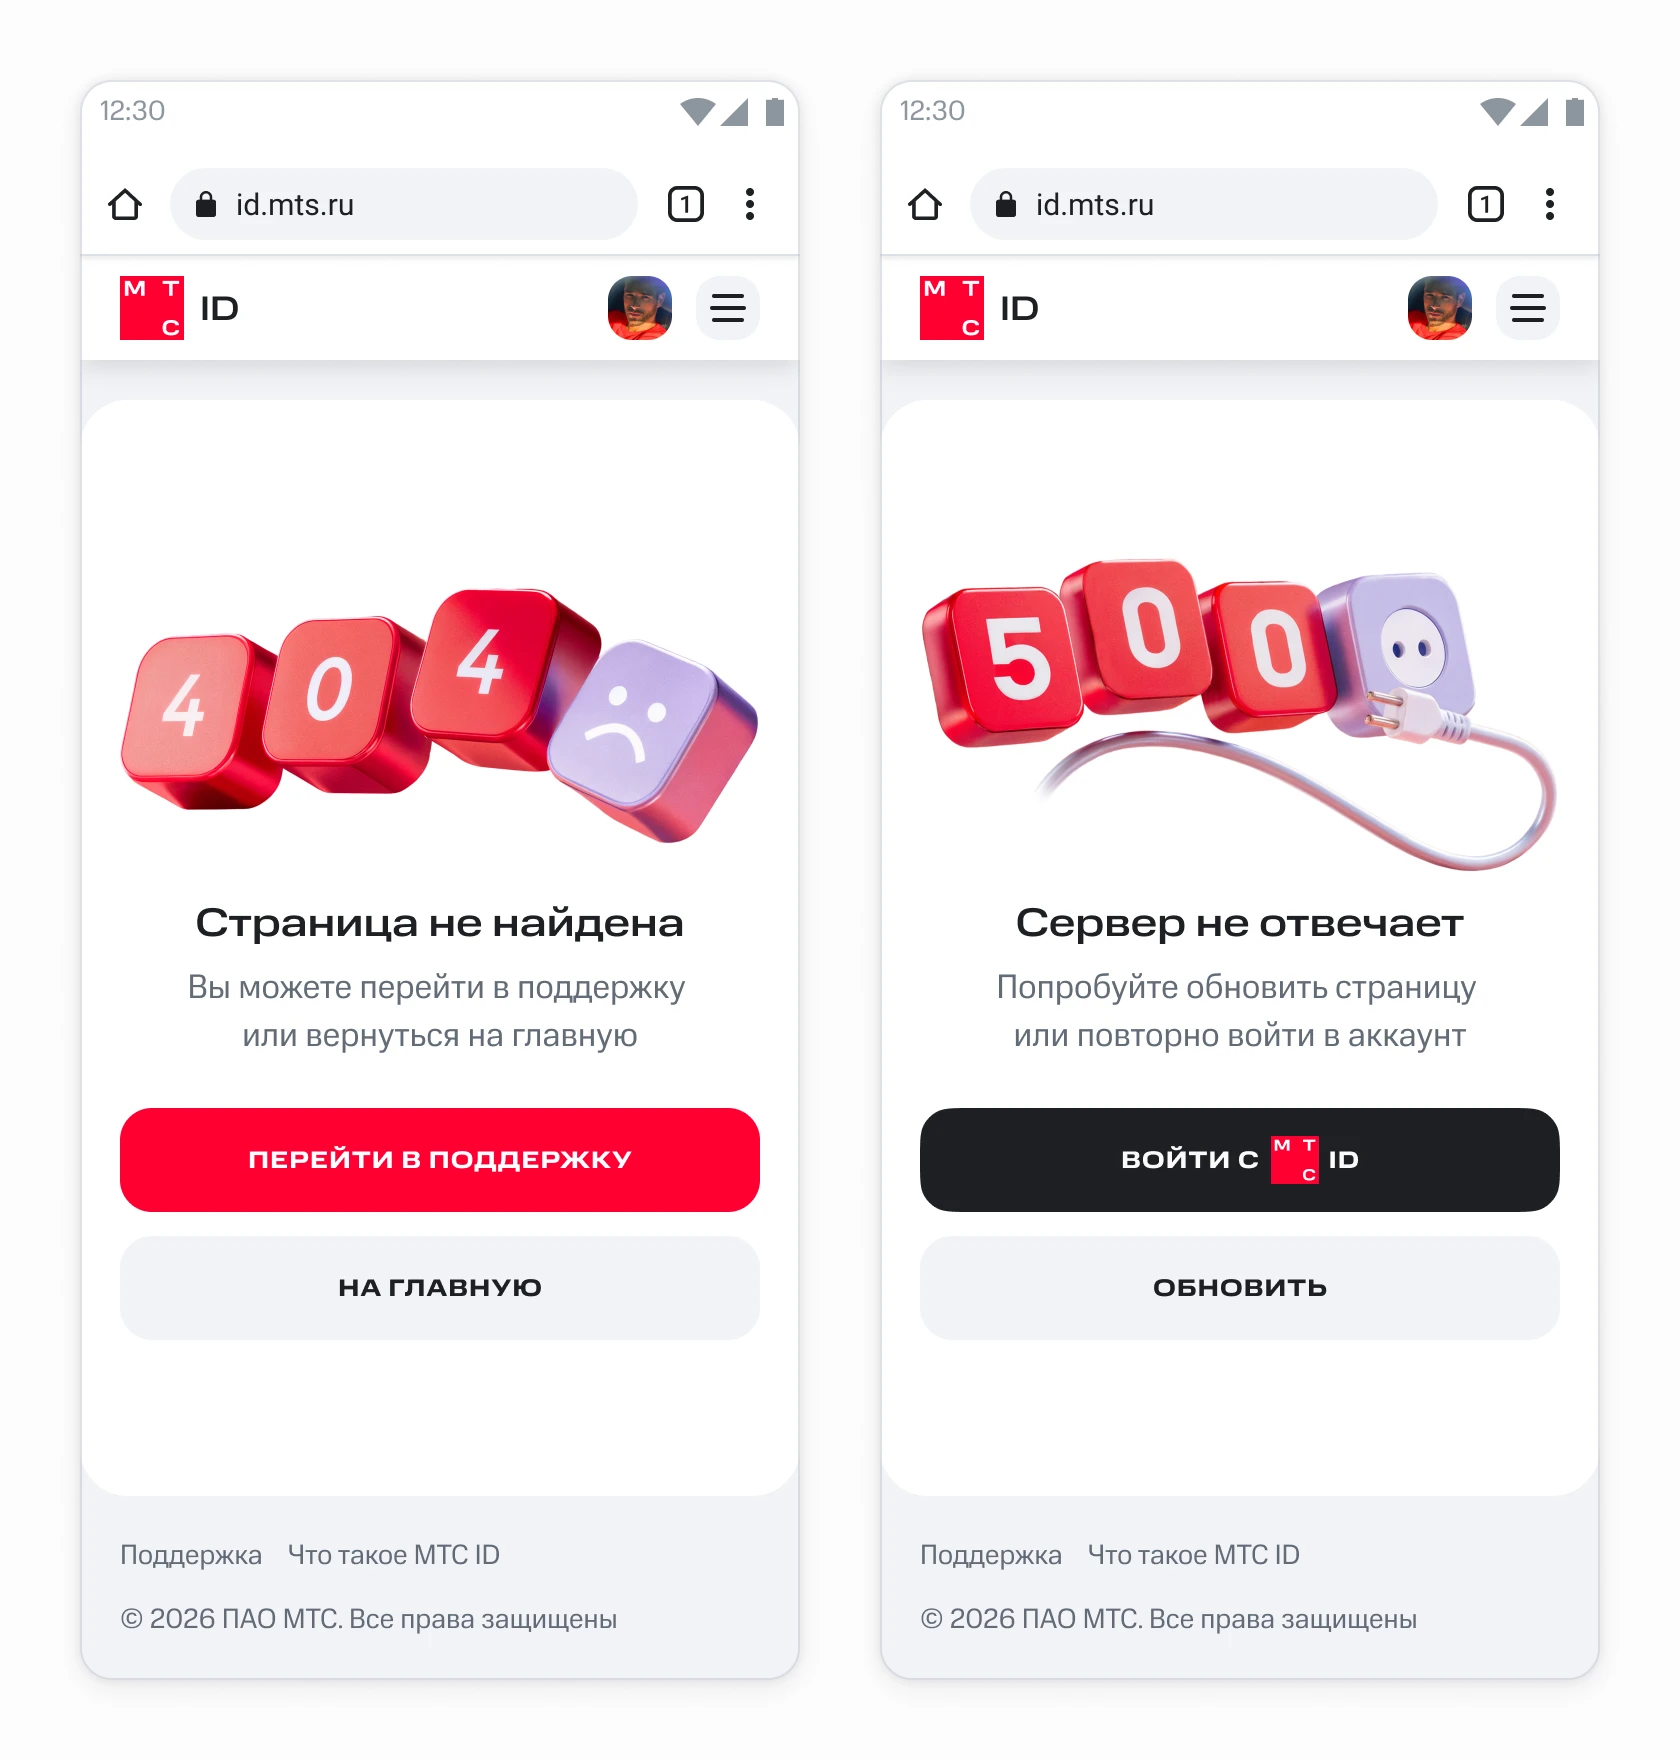 12:30
id.mts.ru
1
МТС ID
404
Страница не найдена
Вы можете перейти в поддержку
или вернуться на главную
ПЕРЕЙТИ В ПОДДЕРЖКУ
НА ГЛАВНУЮ
Поддержка Что такое МТС ID
© 2026 ПАО МТС. Все права защищены
12:30
id.mts.ru
1
МТС ID
500
Сервер не отвечает
Попробуйте обновить страницу
или повторно войти в аккаунт
ВОЙТИ С МТС ID
ОБНОВИТЬ
Поддержка Что такое МТС ID
© 2026 ПАО МТС. Все права защищены